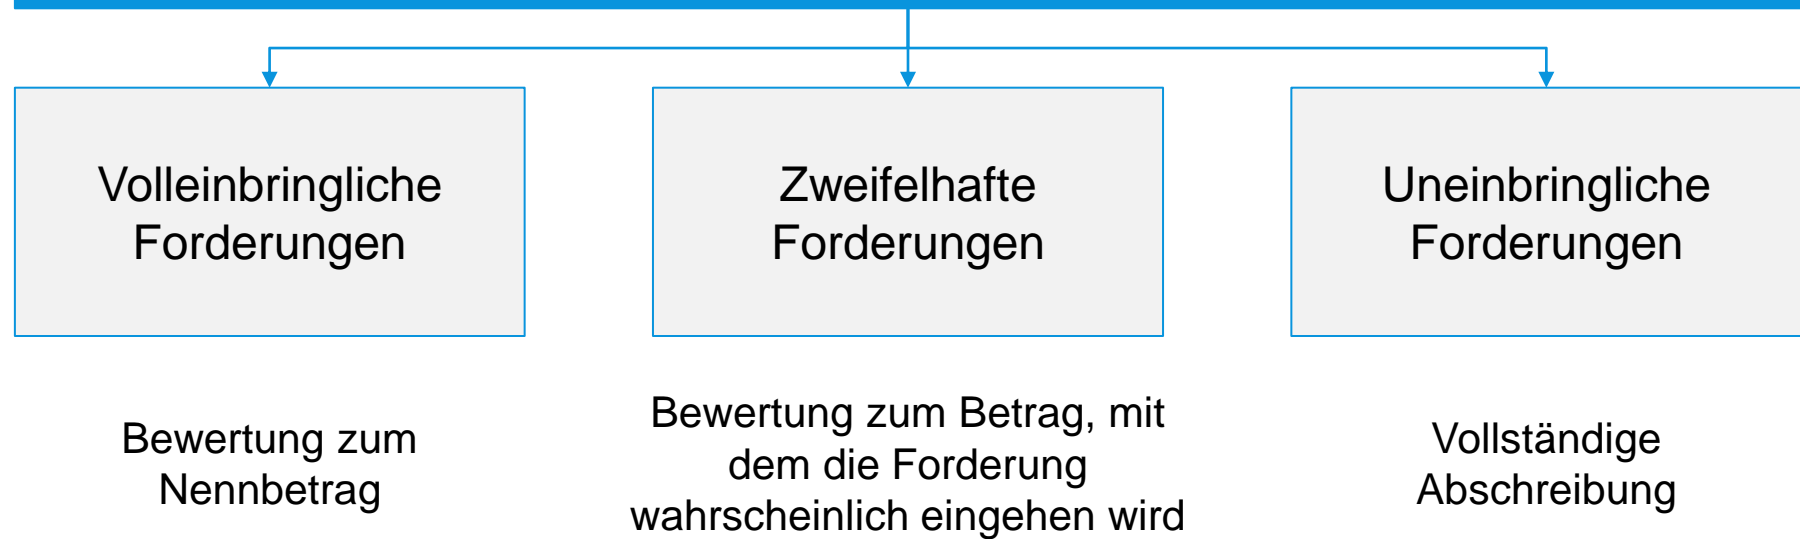 Volleinbringliche
Forderungen
Zweifelhafte
Forderungen
Uneinbringliche
Forderungen
Bewertung zum
Nennbetrag
Bewertung zum Betrag, mit
dem die Forderung
wahrscheinlich eingehen wird
Vollständige
Abschreibung